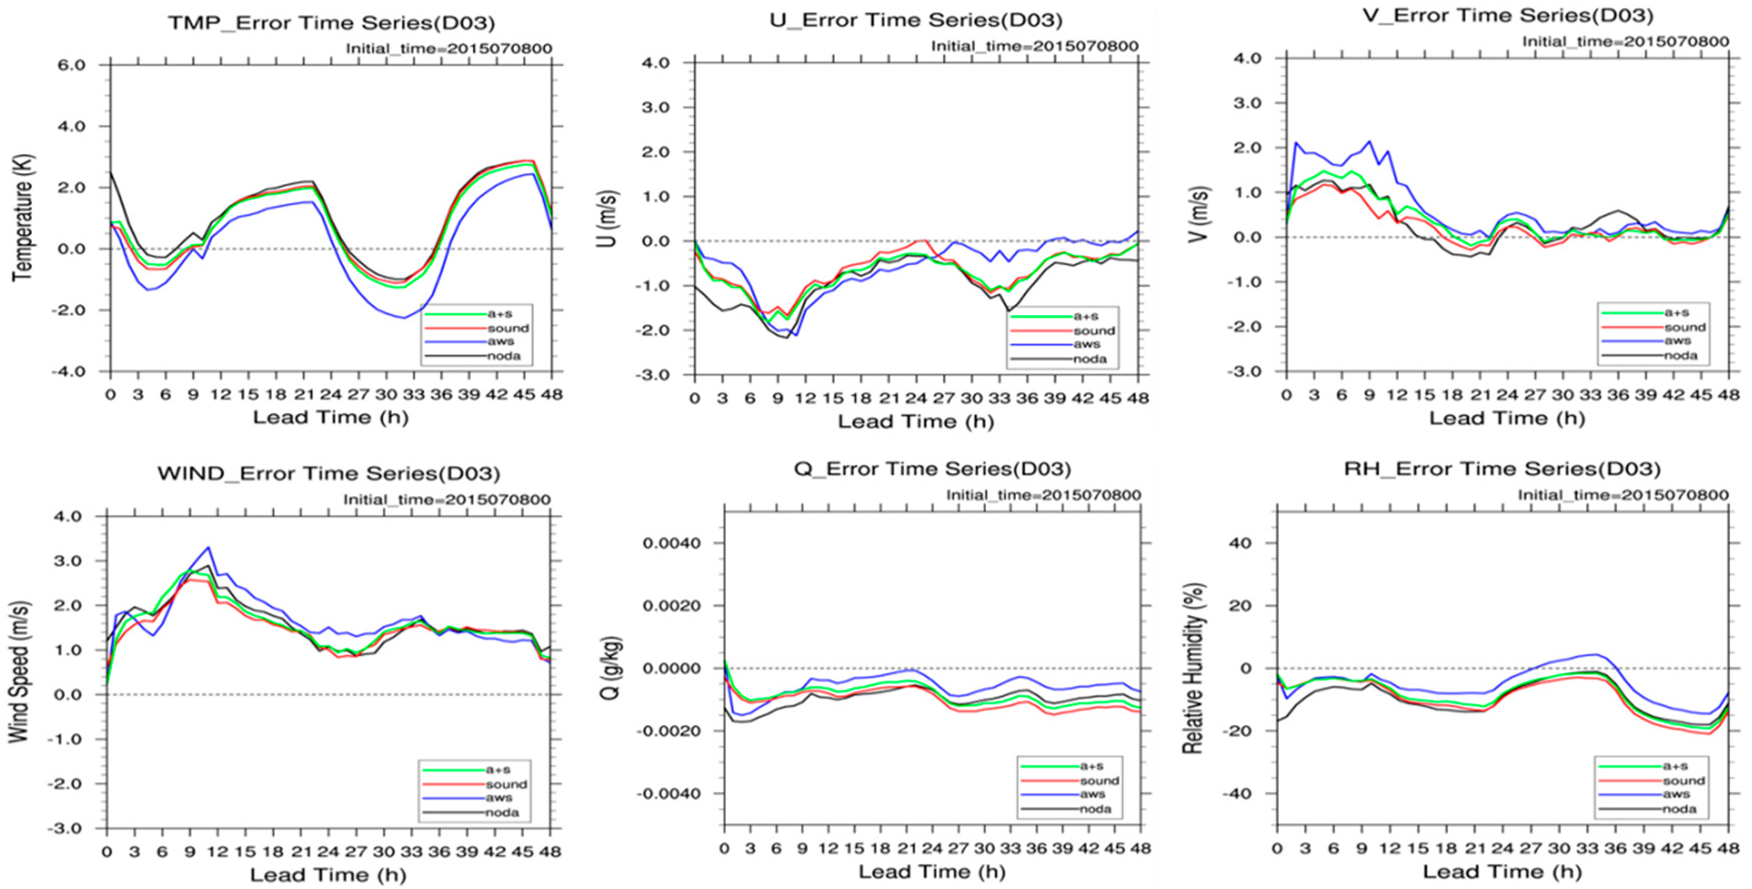 TMP_Error Time Series(D03)
Initial_time=2015070800
Temperature (K)
6.0
4.0
2.0
0.0
-2.0
-4.0
a+s
sound
aws
noda
0 3 6 9 12 15 18 21 24 27 30 33 36 39 42 45 48
Lead Time (h)
U_Error Time Series(D03)
Initial_time=2015070800
U (m/s)
4.0
3.0
2.0
1.0
0.0
-1.0
-2.0
-3.0
a+s
sound
aws
noda
0 3 6 9 12 15 18 21 24 27 30 33 36 39 42 45 48
Lead Time (h)
V_Error Time Series(D03)
Initial_time=2015070800
V (m/s)
4.0
3.0
2.0
1.0
0.0
-1.0
-2.0
-3.0
a+s
sound
aws
noda
0 3 6 9 12 15 18 21 24 27 30 33 36 39 42 45 48
Lead Time (h)
WIND_Error Time Series(D03)
Initial_time=2015070800
Wind Speed (m/s)
4.0
3.0
2.0
1.0
0.0
-1.0
-2.0
-3.0
a+s
sound
aws
noda
0 3 6 9 12 15 18 21 24 27 30 33 36 39 42 45 48
Lead Time (h)
Q_Error Time Series(D03)
Initial_time=2015070800
Q (g/kg)
0.0040
0.0020
0.0000
-0.0020
-0.0040
a+s
sound
aws
noda
0 3 6 9 12 15 18 21 24 27 30 33 36 39 42 45 48
Lead Time (h)
RH_Error Time Series(D03)
Initial_time=2015070800
Relative Humidity (%)
40
20
0
-20
-40
a+s
sound
aws
noda
0 3 6 9 12 15 18 21 24 27 30 33 36 39 42 45 48
Lead Time (h)